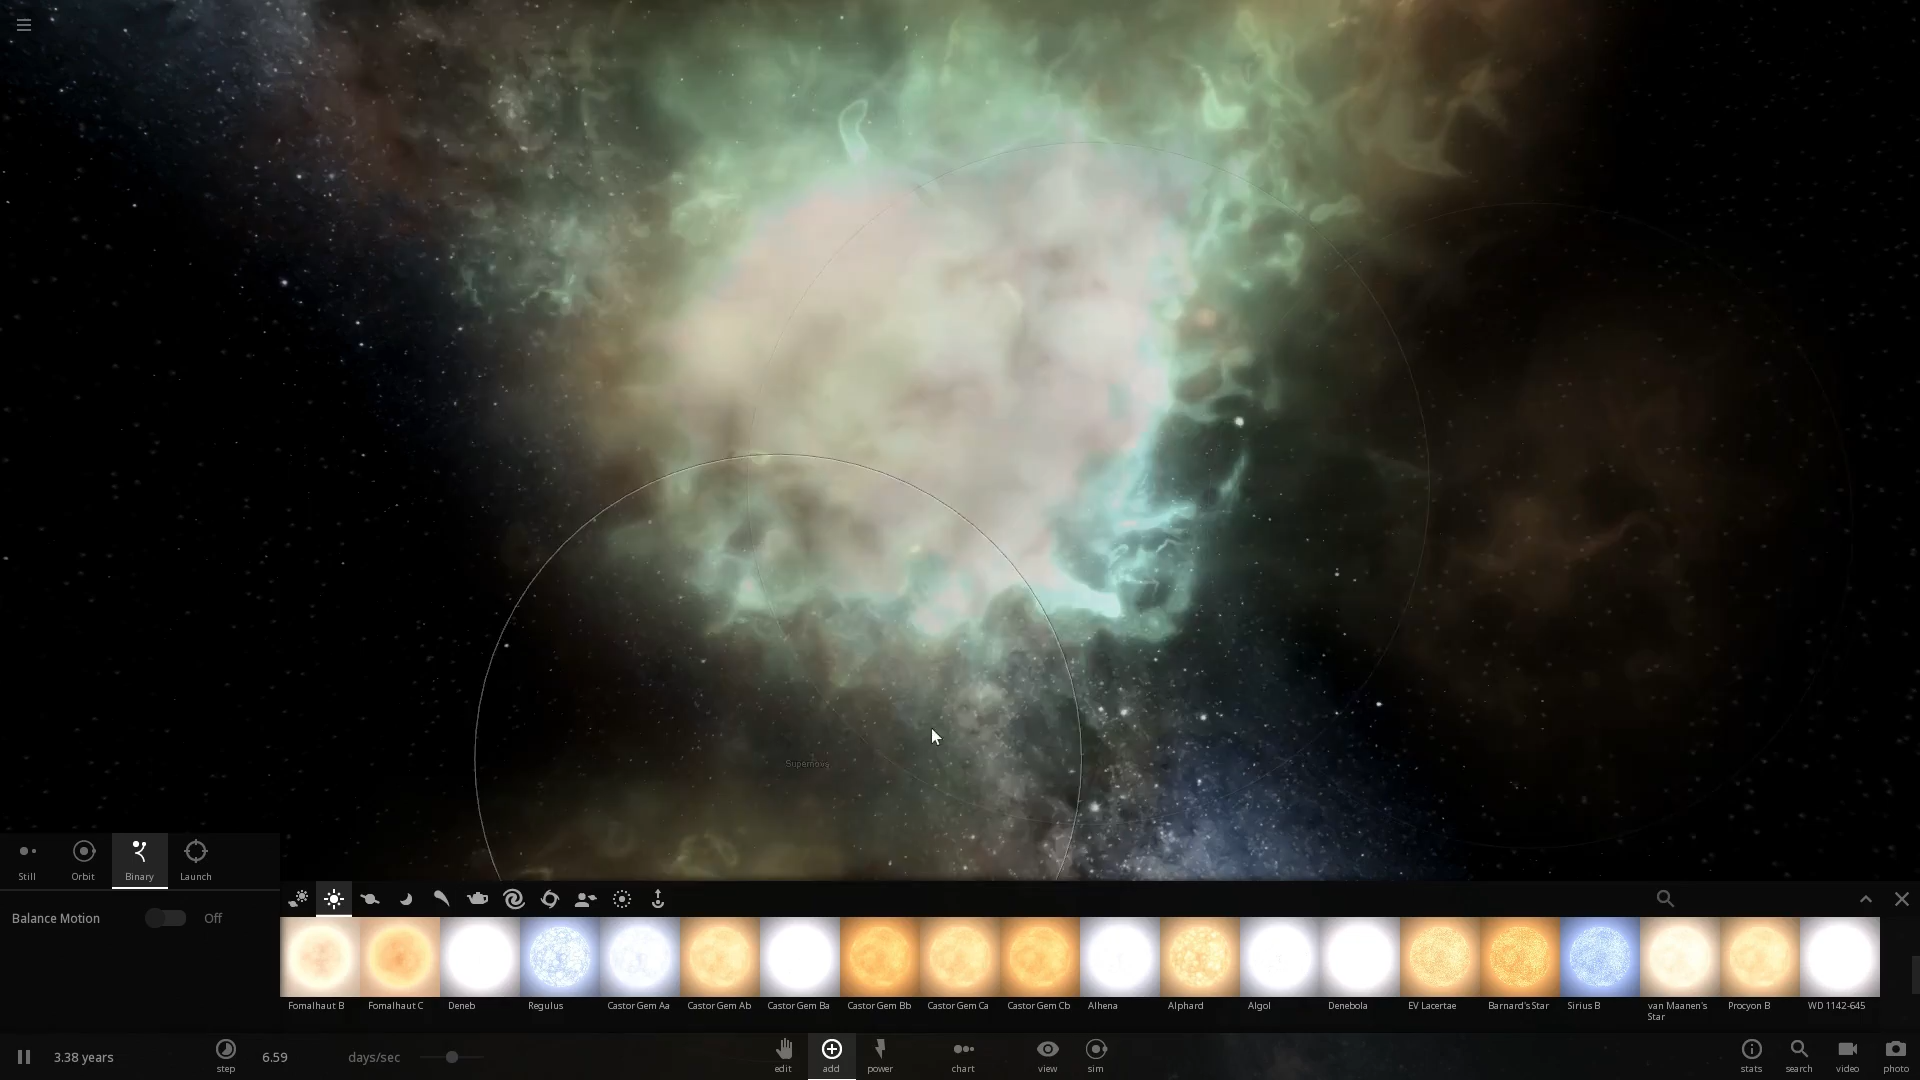 Supernova
Still
Orbit
Binary
Launch
Balance Motion
Off
Fomalhaut B
Fomalhaut C
Deneb
Regulus
Castor Gem Aa
Castor Gem Ab
Castor Gem Ba
Castor Gem Bb
Castor Gem Ca
Castor Gem Cb
Alhena
Alphard
Algol
Denebola
EV Lacertae
Barnard's Star
Sirius B
van Maanen's
Star
Procyon B
WD 1142-645
3.38 years
step
6.59
days/sec
edit
add
power
chart
view
sim
stats
search
video
photo